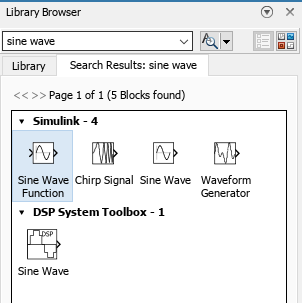 Library Browser
sine wave
Library
Search Results: sine wave
<< >> Page 1 of 1 (5 Blocks found)
Simulink - 4
Sine Wave Function
Chirp Signal
Sine Wave
Waveform Generator
DSP System Toolbox - 1
DSP
Sine Wave